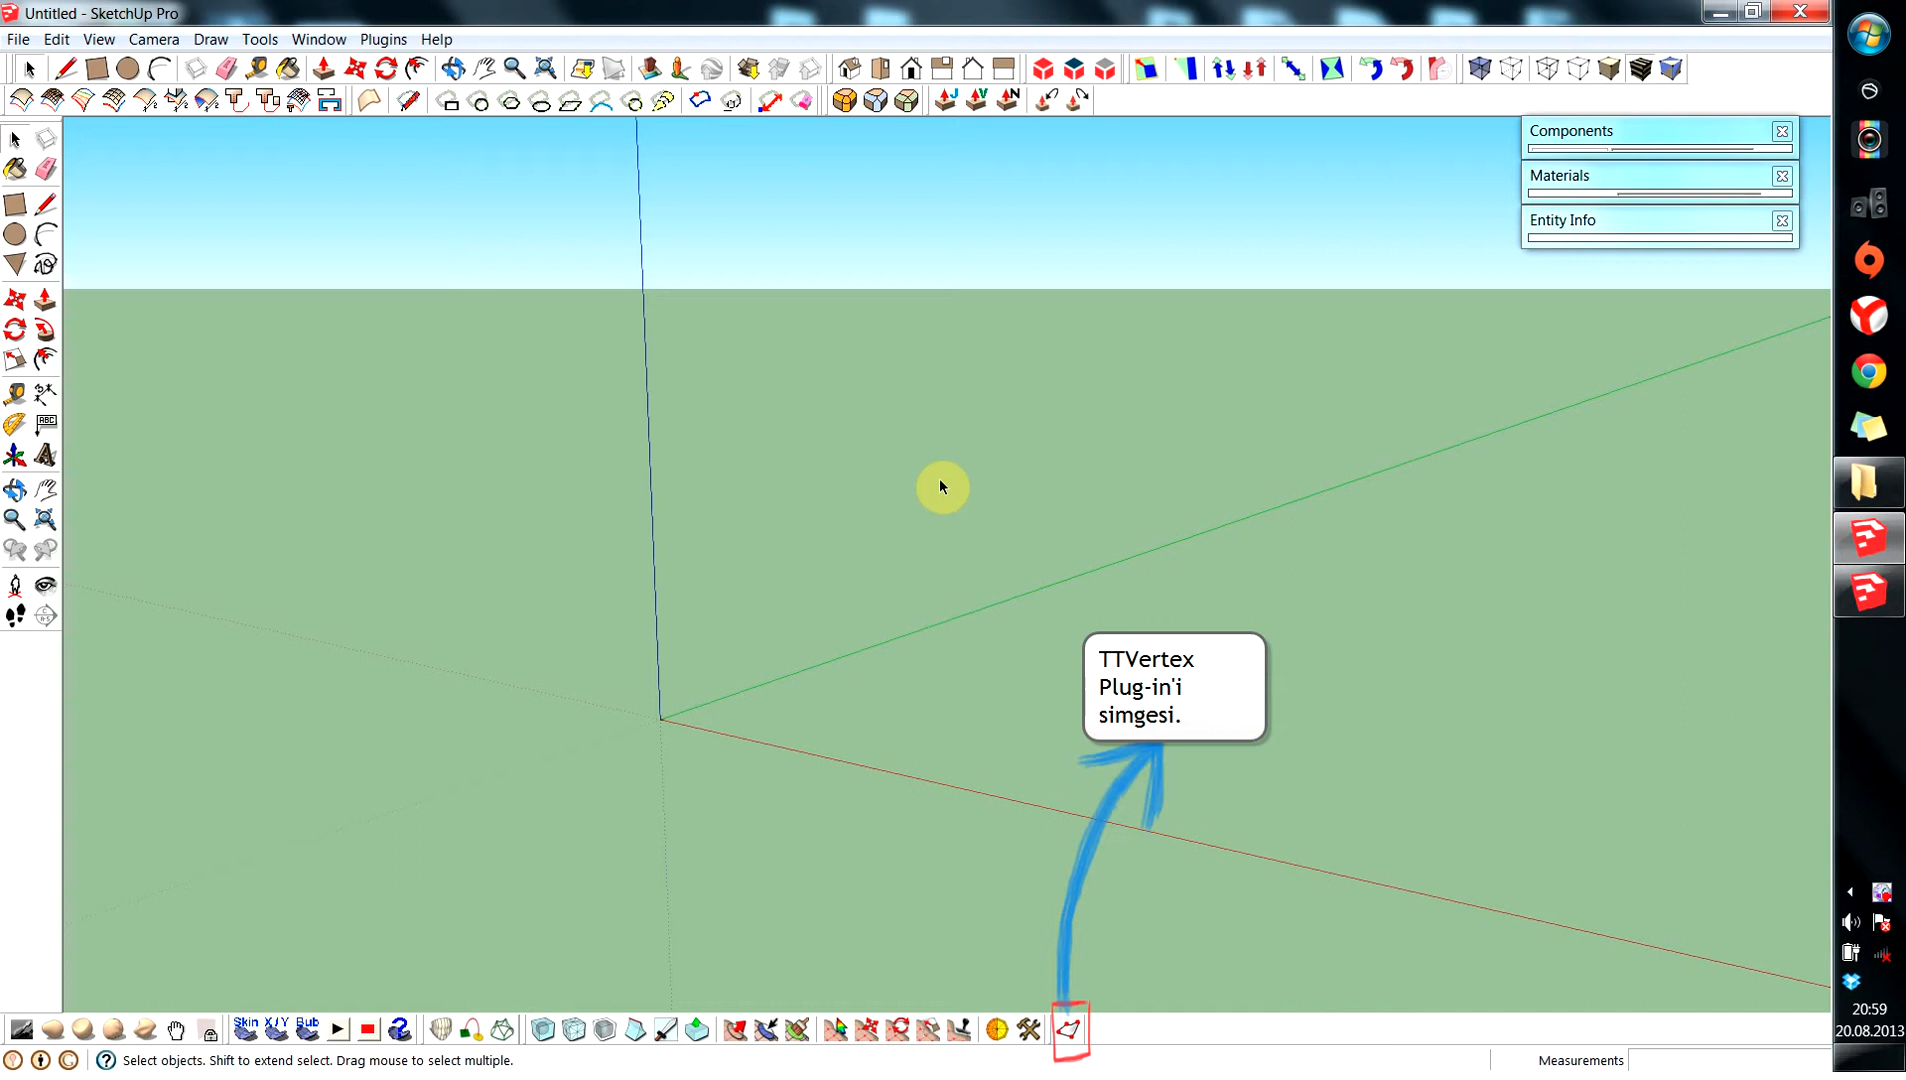 Untitled - SketchUp Pro
File Edit View Camera Draw Tools Window Plugins Help
Components
Materials
Entity Info
TTVertex
Plug-in'i
simgesi.
Skin X/Y Bub
Select objects. Shift to extend select. Drag mouse to select multiple.
Measurements
20:59
20.08.2013